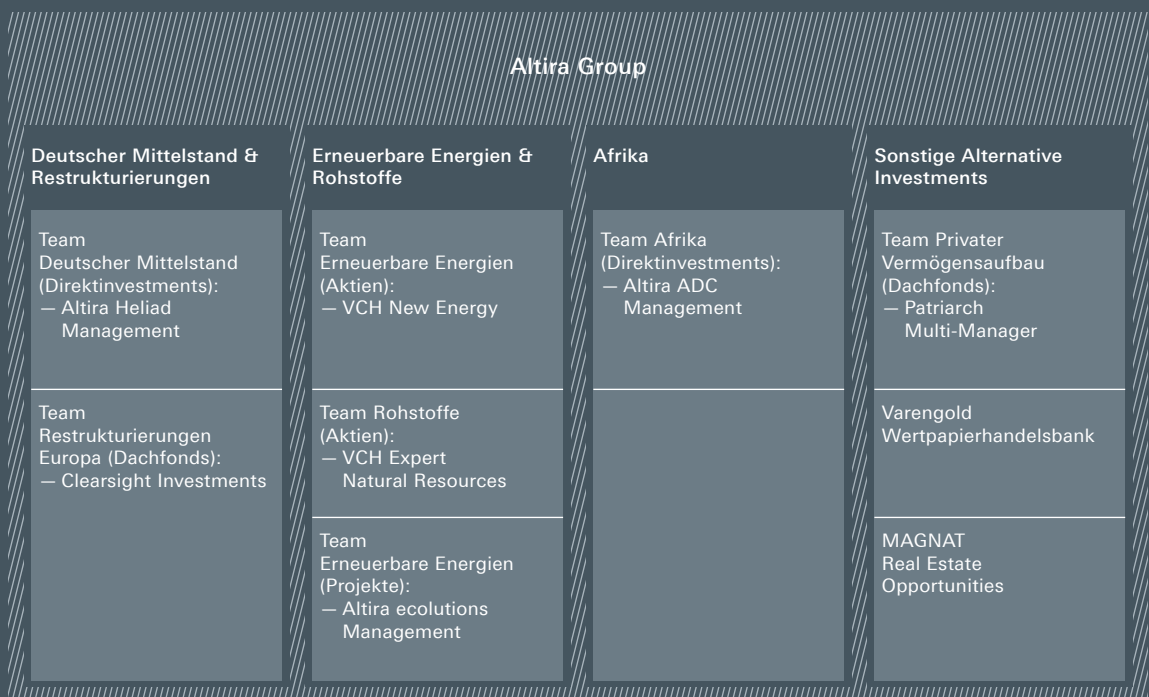 Altira Group
Deutscher Mittelstand &
Restrukturierungen
Team
Deutscher Mittelstand
(Direktinvestments):
— Altira Heliad
Management
Team
Restrukturierungen
Europa (Dachfonds):
— Clearsight Investments
Erneuerbare Energien &
Rohstoffe
Team
Erneuerbare Energien
(Aktien):
— VCH New Energy
Team Rohstoffe
(Aktien):
— VCH Expert
Natural Resources
Team
Erneuerbare Energien
(Projekte):
— Altira ecolutions
Management
Afrika
Team Afrika
(Direktinvestments):
— Altira ADC
Management
Sonstige Alternative
Investments
Team Privater
Vermögensaufbau
(Dachfonds):
— Patriarch
Multi-Manager
Varengold
Wertpapierhandelsbank
MAGNAT
Real Estate
Opportunities